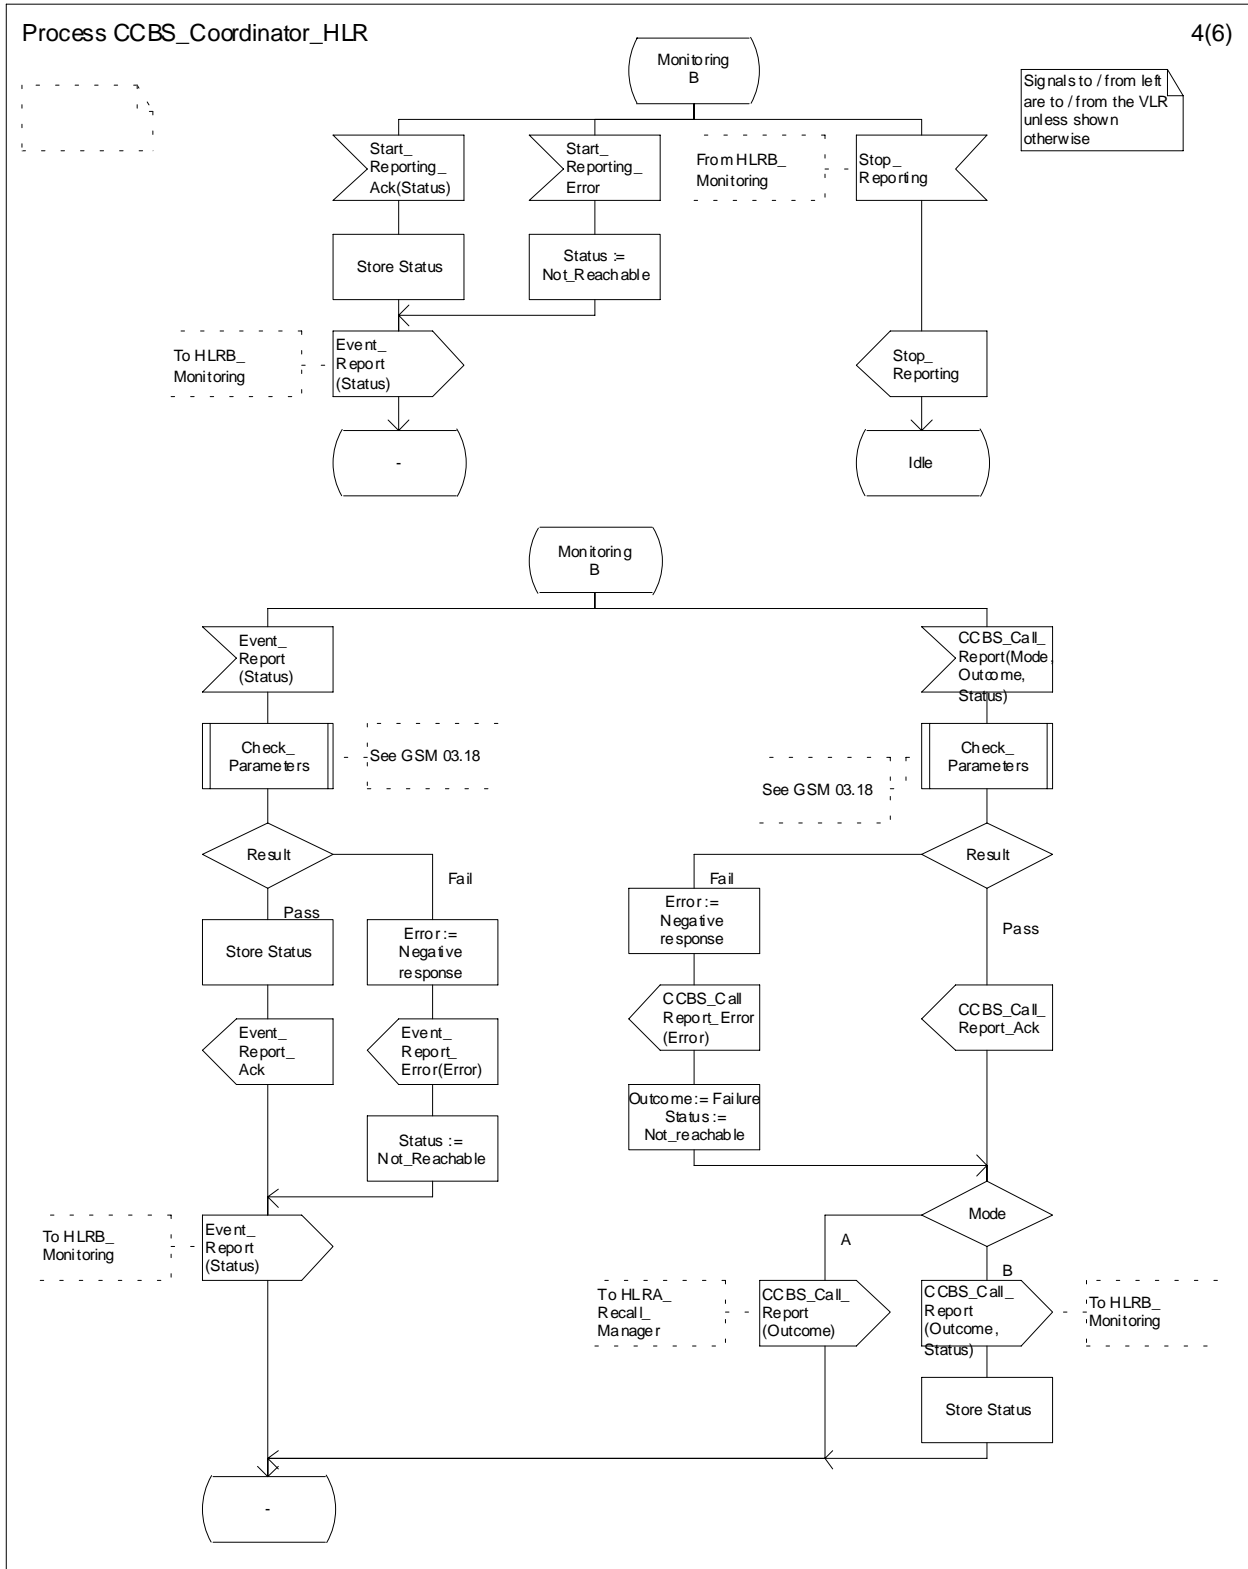 Process CCBS_Coordinator_HLR
4(6)
Monitoring
B
Signals to / from left
are to / from the VLR
unless shown
otherwise
Start_
Reporting_
Ack(Status)
Start_
Reporting_
Error
From HLRB_
Monitoring
Stop_
Reporting
Store Status
Status :=
Not_Reachable
To HLRB_
Monitoring
Event_
Report
(Status)
Stop_
Reporting
-
Idle
Monitoring
B
Event_
Report
(Status)
CCBS_Call_
Report(Mode,
Outcome,
Status)
Check_
Parameters
See GSM 03.18
See GSM 03.18
Check_
Parameters
Result
Fail
Pass
Result
Fail
Pass
Store Status
Error :=
Negative
response
Error :=
Negative
response
Event_
Report_
Ack
Event_
Report_
Error(Error)
CCBS_Call
Report_Error
(Error)
CCBS_Call_
Report_Ack
Status :=
Not_Reachable
Outcome := Failure
Status :=
Not_reachable
To HLRB_
Monitoring
Event_
Report
(Status)
Mode
A
B
To HLRA_
Recall_
Manager
CCBS_Call_
Report
(Outcome)
CCBS_Call_
Report
(Outcome,
Status)
To HLRB_
Monitoring
Store Status
-